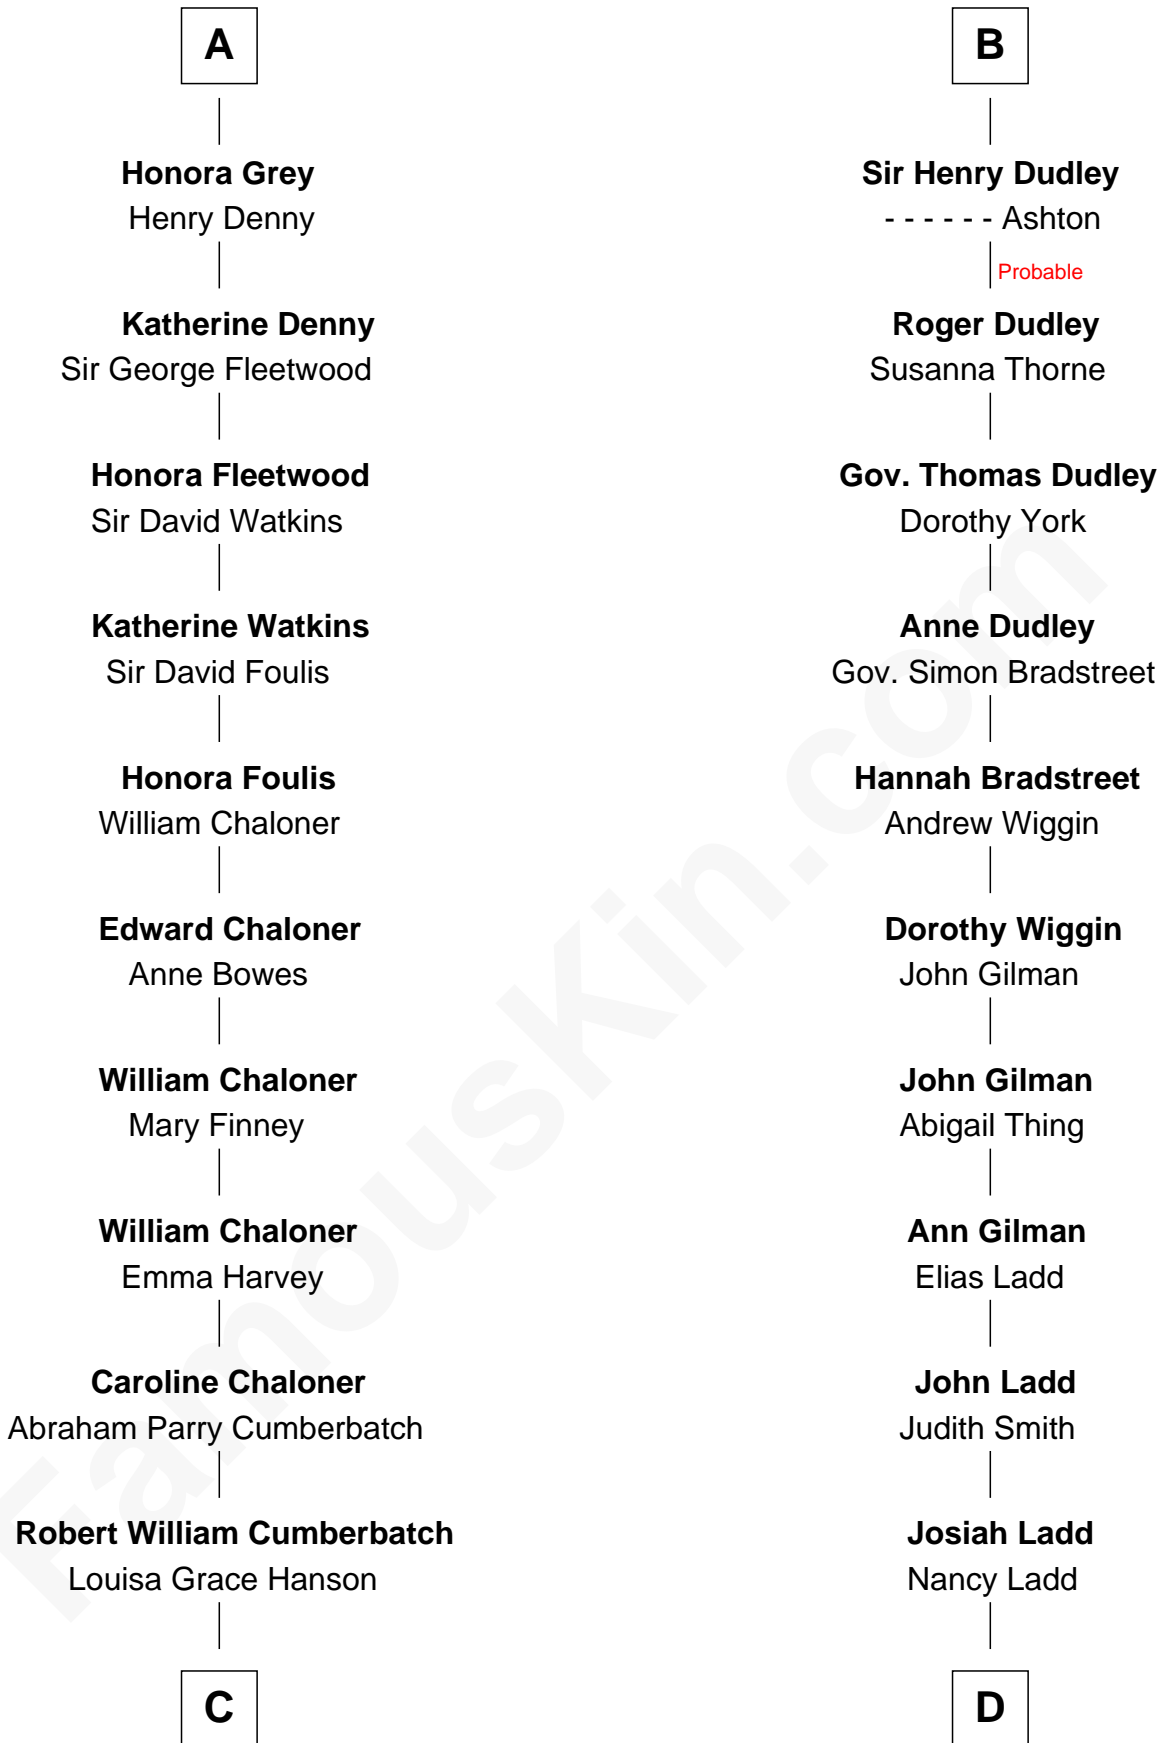 A
Honora Grey
Henry Denny
Katherine Denny
Sir George Fleetwood
Honora Fleetwood
Sir David Watkins
Katherine Watkins
Sir David Foulis
Honora Foulis
William Chaloner
Edward Chaloner
Anne Bowes
William Chaloner
Mary Finney
William Chaloner
Emma Harvey
Caroline Chaloner
Abraham Parry Cumberbatch
Robert William Cumberbatch
Louisa Grace Hanson
C
B
Sir Henry Dudley
- - - - - - Ashton
Probable
Roger Dudley
Susanna Thorne
Gov. Thomas Dudley
Dorothy York
Anne Dudley
Gov. Simon Bradstreet
Hannah Bradstreet
Andrew Wiggin
Dorothy Wiggin
John Gilman
John Gilman
Abigail Thing
Ann Gilman
Elias Ladd
John Ladd
Judith Smith
Josiah Ladd
Nancy Ladd
D
FamousKin.com